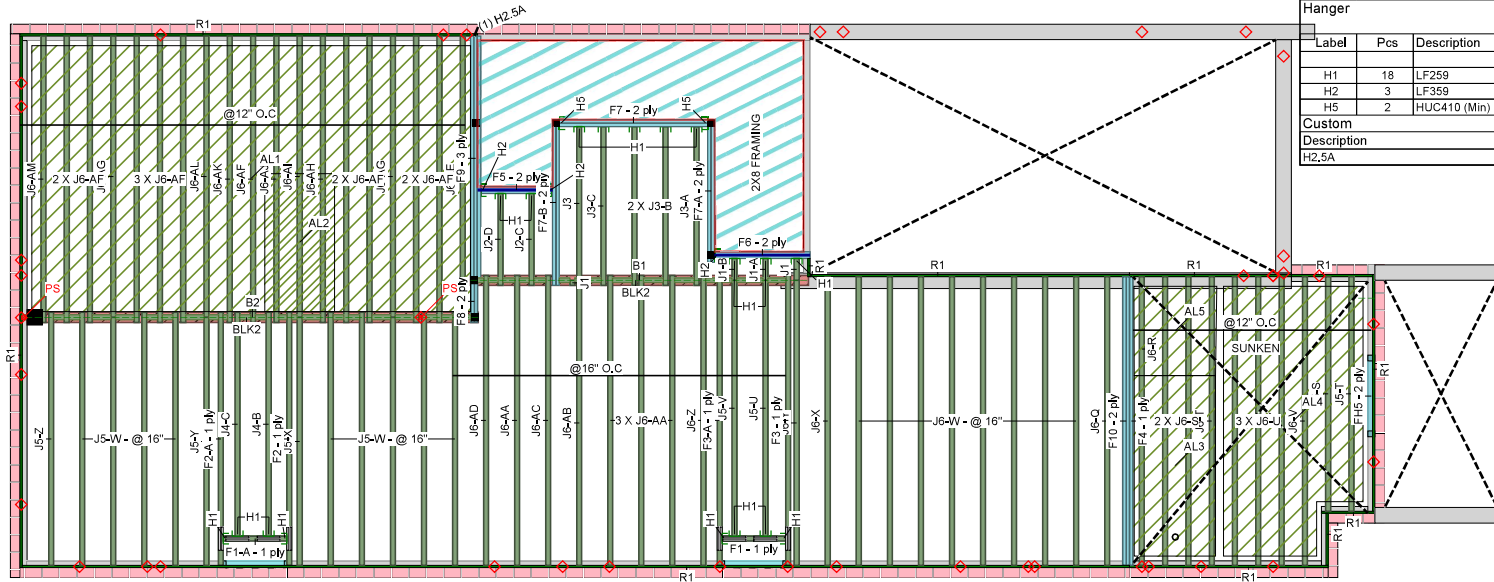 R1
(1) H2.5A
Hanger
Label Pcs Description
H1 18 LF259
H2 3 LF359
H5 2 HUC410 (Min)
Custom
Description
H2.5A
@12" O.C
H5
F7 - 2 ply
H5
H1
2X8 FRAMING
F9 - 3 ply
H2
F5 - 2 ply
H2
F7-B - 2 ply
J6-AM
2 X J6-AF
3 X J6-AF
J6-AL
J6-AK
J6-AF
AL1
J6-AH
2 X J6-AF
2 X J6-AF
AL2
J3
J3-C
2 X J3-B
J3-A
F7-A - 2 ply
H1
J2-D
J2-C
F6 - 2 ply
H2
J1-B
J1-A
J1
H1
H1
R1
R1
R1
R1
B1
J1
BLK2
PS
PS
B2
BLK2
F8 - 2 ply
R1
AL5
@12" O.C
SUNKEN
J6-R
@16" O.C
R1
J5-Z
J5-W - @ 16"
J5-Y
F2-A - 1 ply
J4-C
J4-B
F2 - 1 ply
J5-X
J5-W - @ 16"
J6-AD
J6-AA
J6-AC
J6-AB
3 X J6-AA
J6-Z
F3-A - 1 ply
J5-V
J5-U
F3 - 1 ply
J6-X
J6-W - @ 16"
J6-Q
F10 - 2 ply
F4 - 1 ply
2 X J6-S
AL3
3 X J6-U
J6-V
AL4
J5-T
H5 - 2 ply
H1
H1
H1
F1-A - 1 ply
H1
H1
H1
F1 - 1 ply
R1
R1
R1
R1
R1